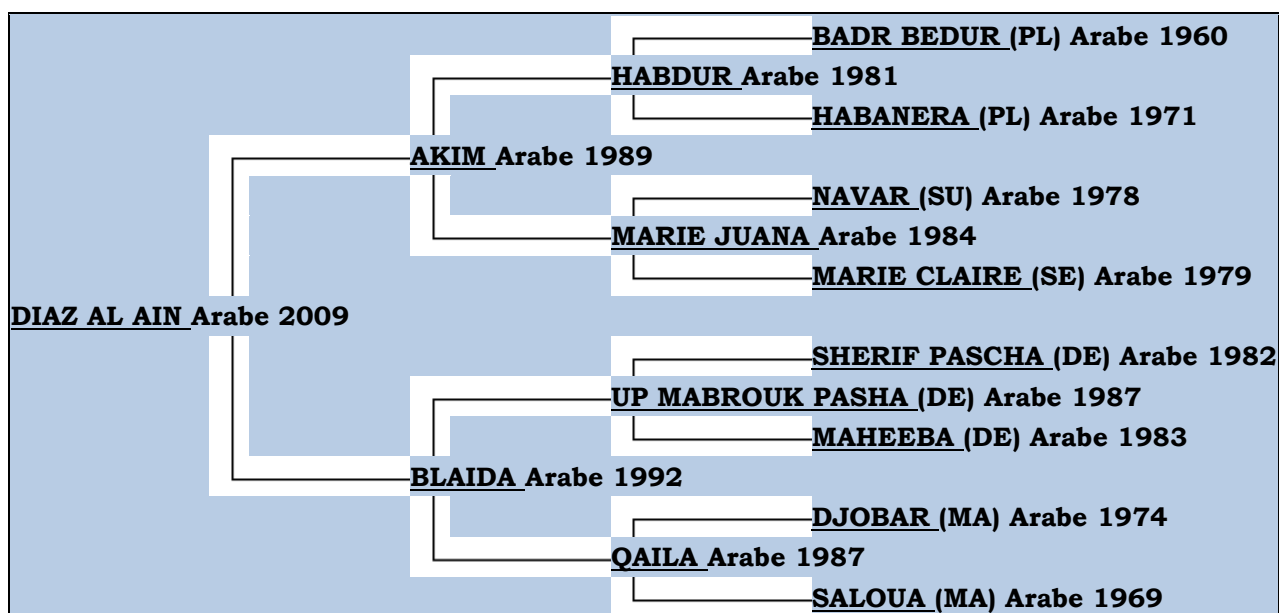 BADR BEDUR (PL) Arabe 1960
HABDUR Arabe 1981
HABANERA (PL) Arabe 1971
AKIM Arabe 1989
NAVAR (SU) Arabe 1978
MARIE JUANA Arabe 1984
MARIE CLAIRE (SE) Arabe 1979
DIAZ AL AIN Arabe 2009
SHERIF PASCHA (DE) Arabe 1982
UP MABROUK PASHA (DE) Arabe 1987
MAHEEBA (DE) Arabe 1983
BLAIDA Arabe 1992
DJOBAR (MA) Arabe 1974
QAILA Arabe 1987
SALOUA (MA) Arabe 1969